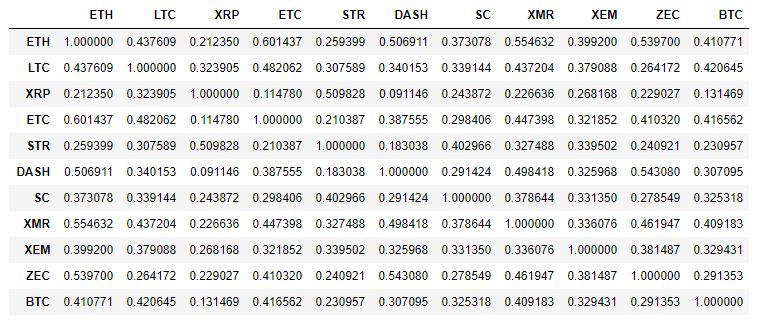 ETH LTC XRP ETC STR DASH SC XMR XEM ZEC BTC
ETH 1.000000 0.437609 0.212350 0.601437 0.259399 0.506911 0.373078 0.554632 0.399200 0.539700 0.410771
LTC 0.437609 1.000000 0.323905 0.482062 0.307589 0.340153 0.339144 0.437204 0.379088 0.264172 0.420645
XRP 0.212350 0.323905 1.000000 0.114780 0.509828 0.091146 0.243872 0.226636 0.268168 0.229027 0.131469
ETC 0.601437 0.482062 0.114780 1.000000 0.210387 0.387555 0.298406 0.447398 0.321852 0.410320 0.416562
STR 0.259399 0.307589 0.509828 0.210387 1.000000 0.183038 0.402966 0.327488 0.339502 0.240921 0.230957
DASH 0.506911 0.340153 0.091146 0.387555 0.183038 1.000000 0.291424 0.498418 0.325968 0.543080 0.307095
SC 0.373078 0.339144 0.243872 0.298406 0.402966 0.291424 1.000000 0.378644 0.331350 0.278549 0.325318
XMR 0.554632 0.437204 0.226636 0.447398 0.327488 0.498418 0.378644 1.000000 0.336076 0.461947 0.409183
XEM 0.399200 0.379088 0.268168 0.321852 0.339502 0.325968 0.331350 0.336076 1.000000 0.381487 0.329431
ZEC 0.539700 0.264172 0.229027 0.410320 0.240921 0.543080 0.278549 0.461947 0.381487 1.000000 0.291353
BTC 0.410771 0.420645 0.131469 0.416562 0.230957 0.307095 0.325318 0.409183 0.329431 0.291353 1.000000